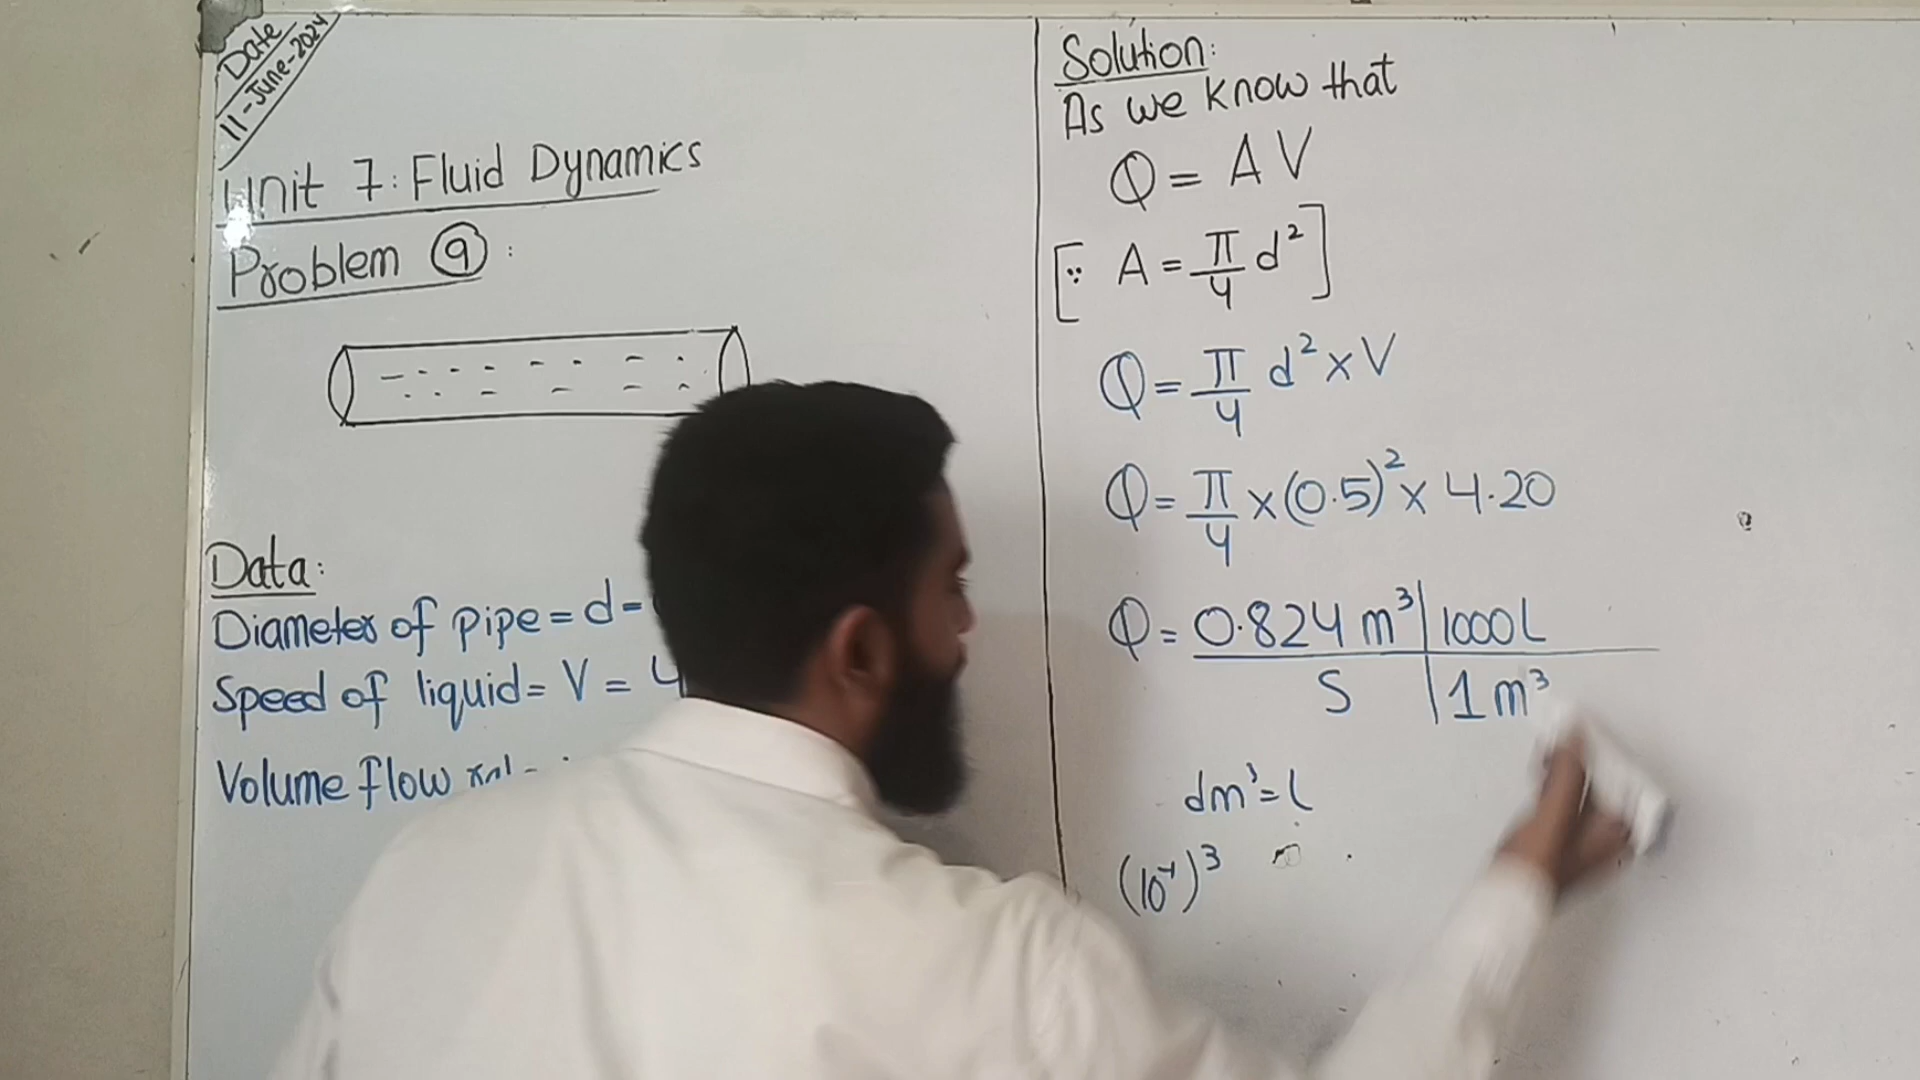 Date
11-June-2024
Unit 7: Fluid Dynamics
Problem 9:
Data:
Diameter of pipe = d =
Speed of liquid = V = 4
Volume flow
Solution:
As we know that
Q = A V
[∵ A = π/4 d²]
Q = π/4 d² × V
Q = π/4 × (0.5)² × 4.20
Q = 0.824 m³ | 1000L
S | 1 m³
dm³ = L
(10⁻¹)³